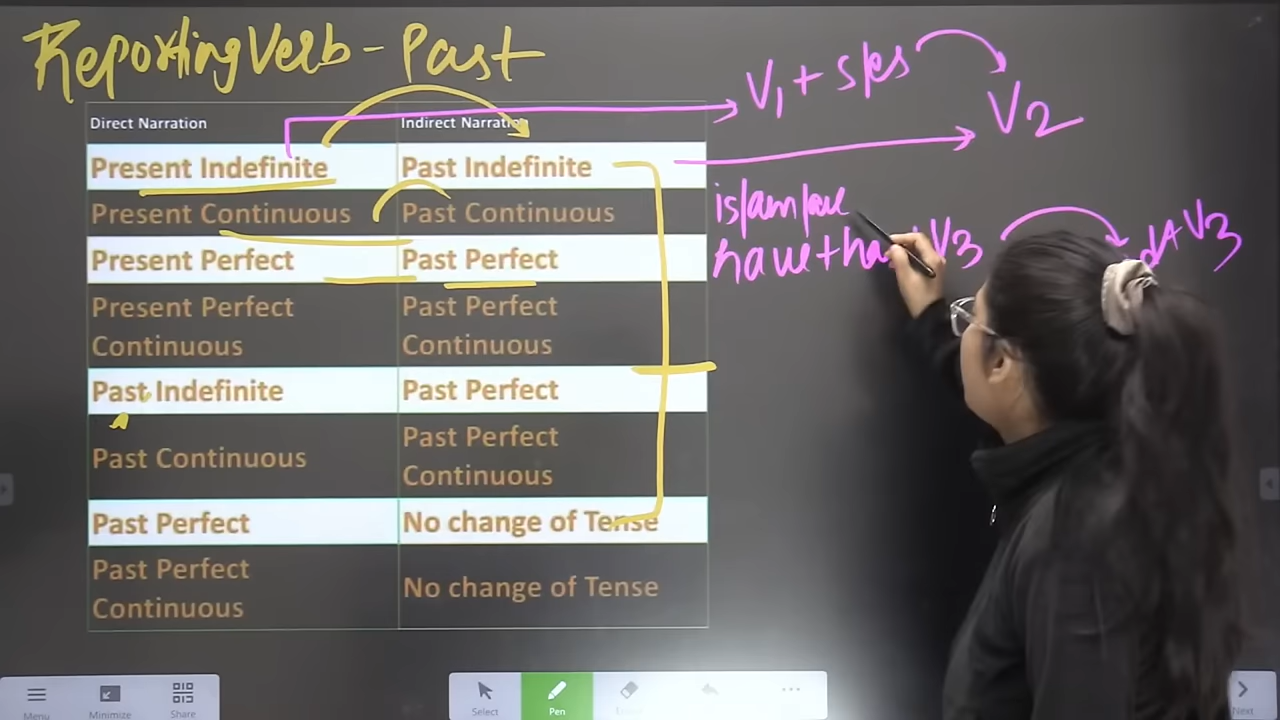 Reporting Verb - Past
V1 + s/es
V2
Direct Narration Indirect Narration
Present Indefinite Past Indefinite
Present Continuous Past Continuous
is/am/are
Present Perfect Past Perfect
have + V3 V3
Present Perfect Continuous Past Perfect Continuous
Past Indefinite Past Perfect
Past Continuous Past Perfect Continuous
Past Perfect No change of Tense
Past Perfect Continuous No change of Tense
Menu Minimize Share Select Pen Next